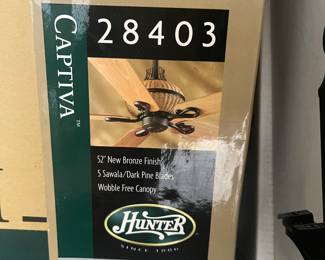 CAPTIVA™
28403
52" New Bronze Finish
5 Sawala/Dark Pine Blades
Wobble Free Canopy
HUNTER
SINCE 1886